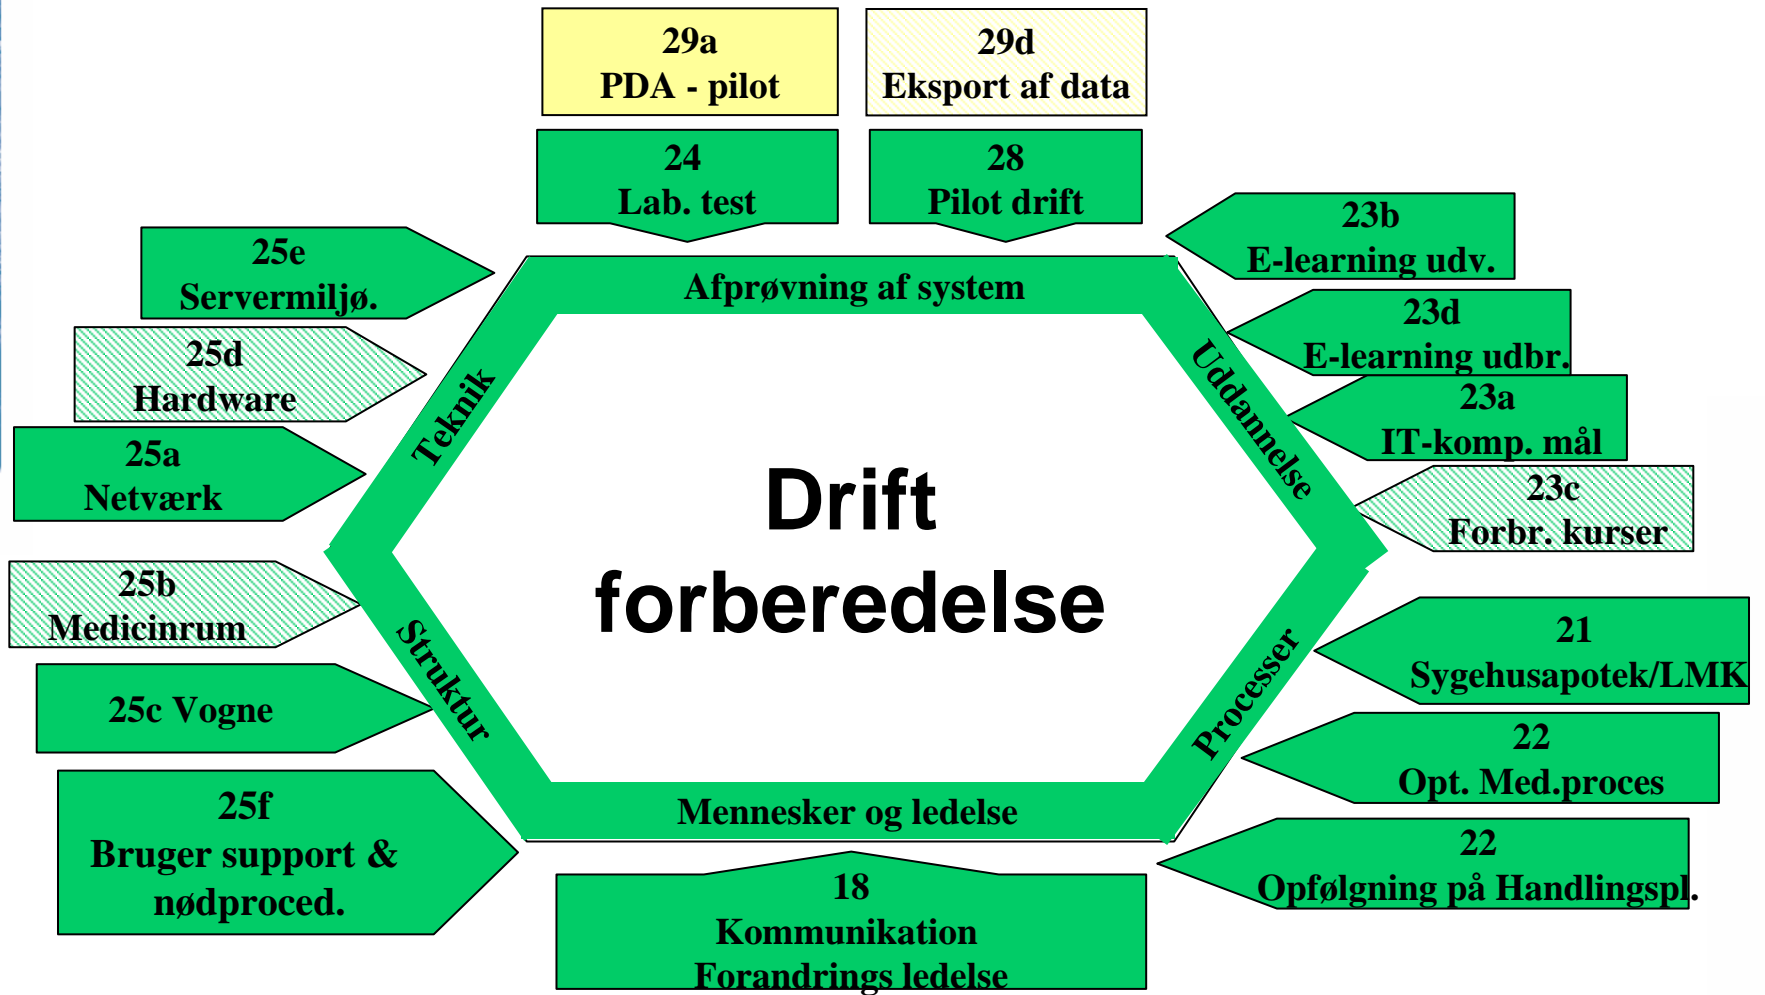 29a
PDA - pilot
29d
Eksport af data
24
Lab. test
28
Pilot drift
23b
E-learning udv.
25e
Servermiljø.
Afprøvning af system
23d
E-learning udbr.
25d
Hardware
Teknik
Uddannelse
23a
IT-komp. mål
25a
Netværk
23c
Forbr. kurser
Drift
forberedelse
25b
Medicinrum
Struktur
Processer
21
Sygehusapotek/LMK
25c Vogne
22
Opt. Med.proces
25f
Bruger support &
nødproced.
Mennesker og ledelse
22
Opfølgning på Handlingspl.
18
Kommunikation
Forandrings ledelse